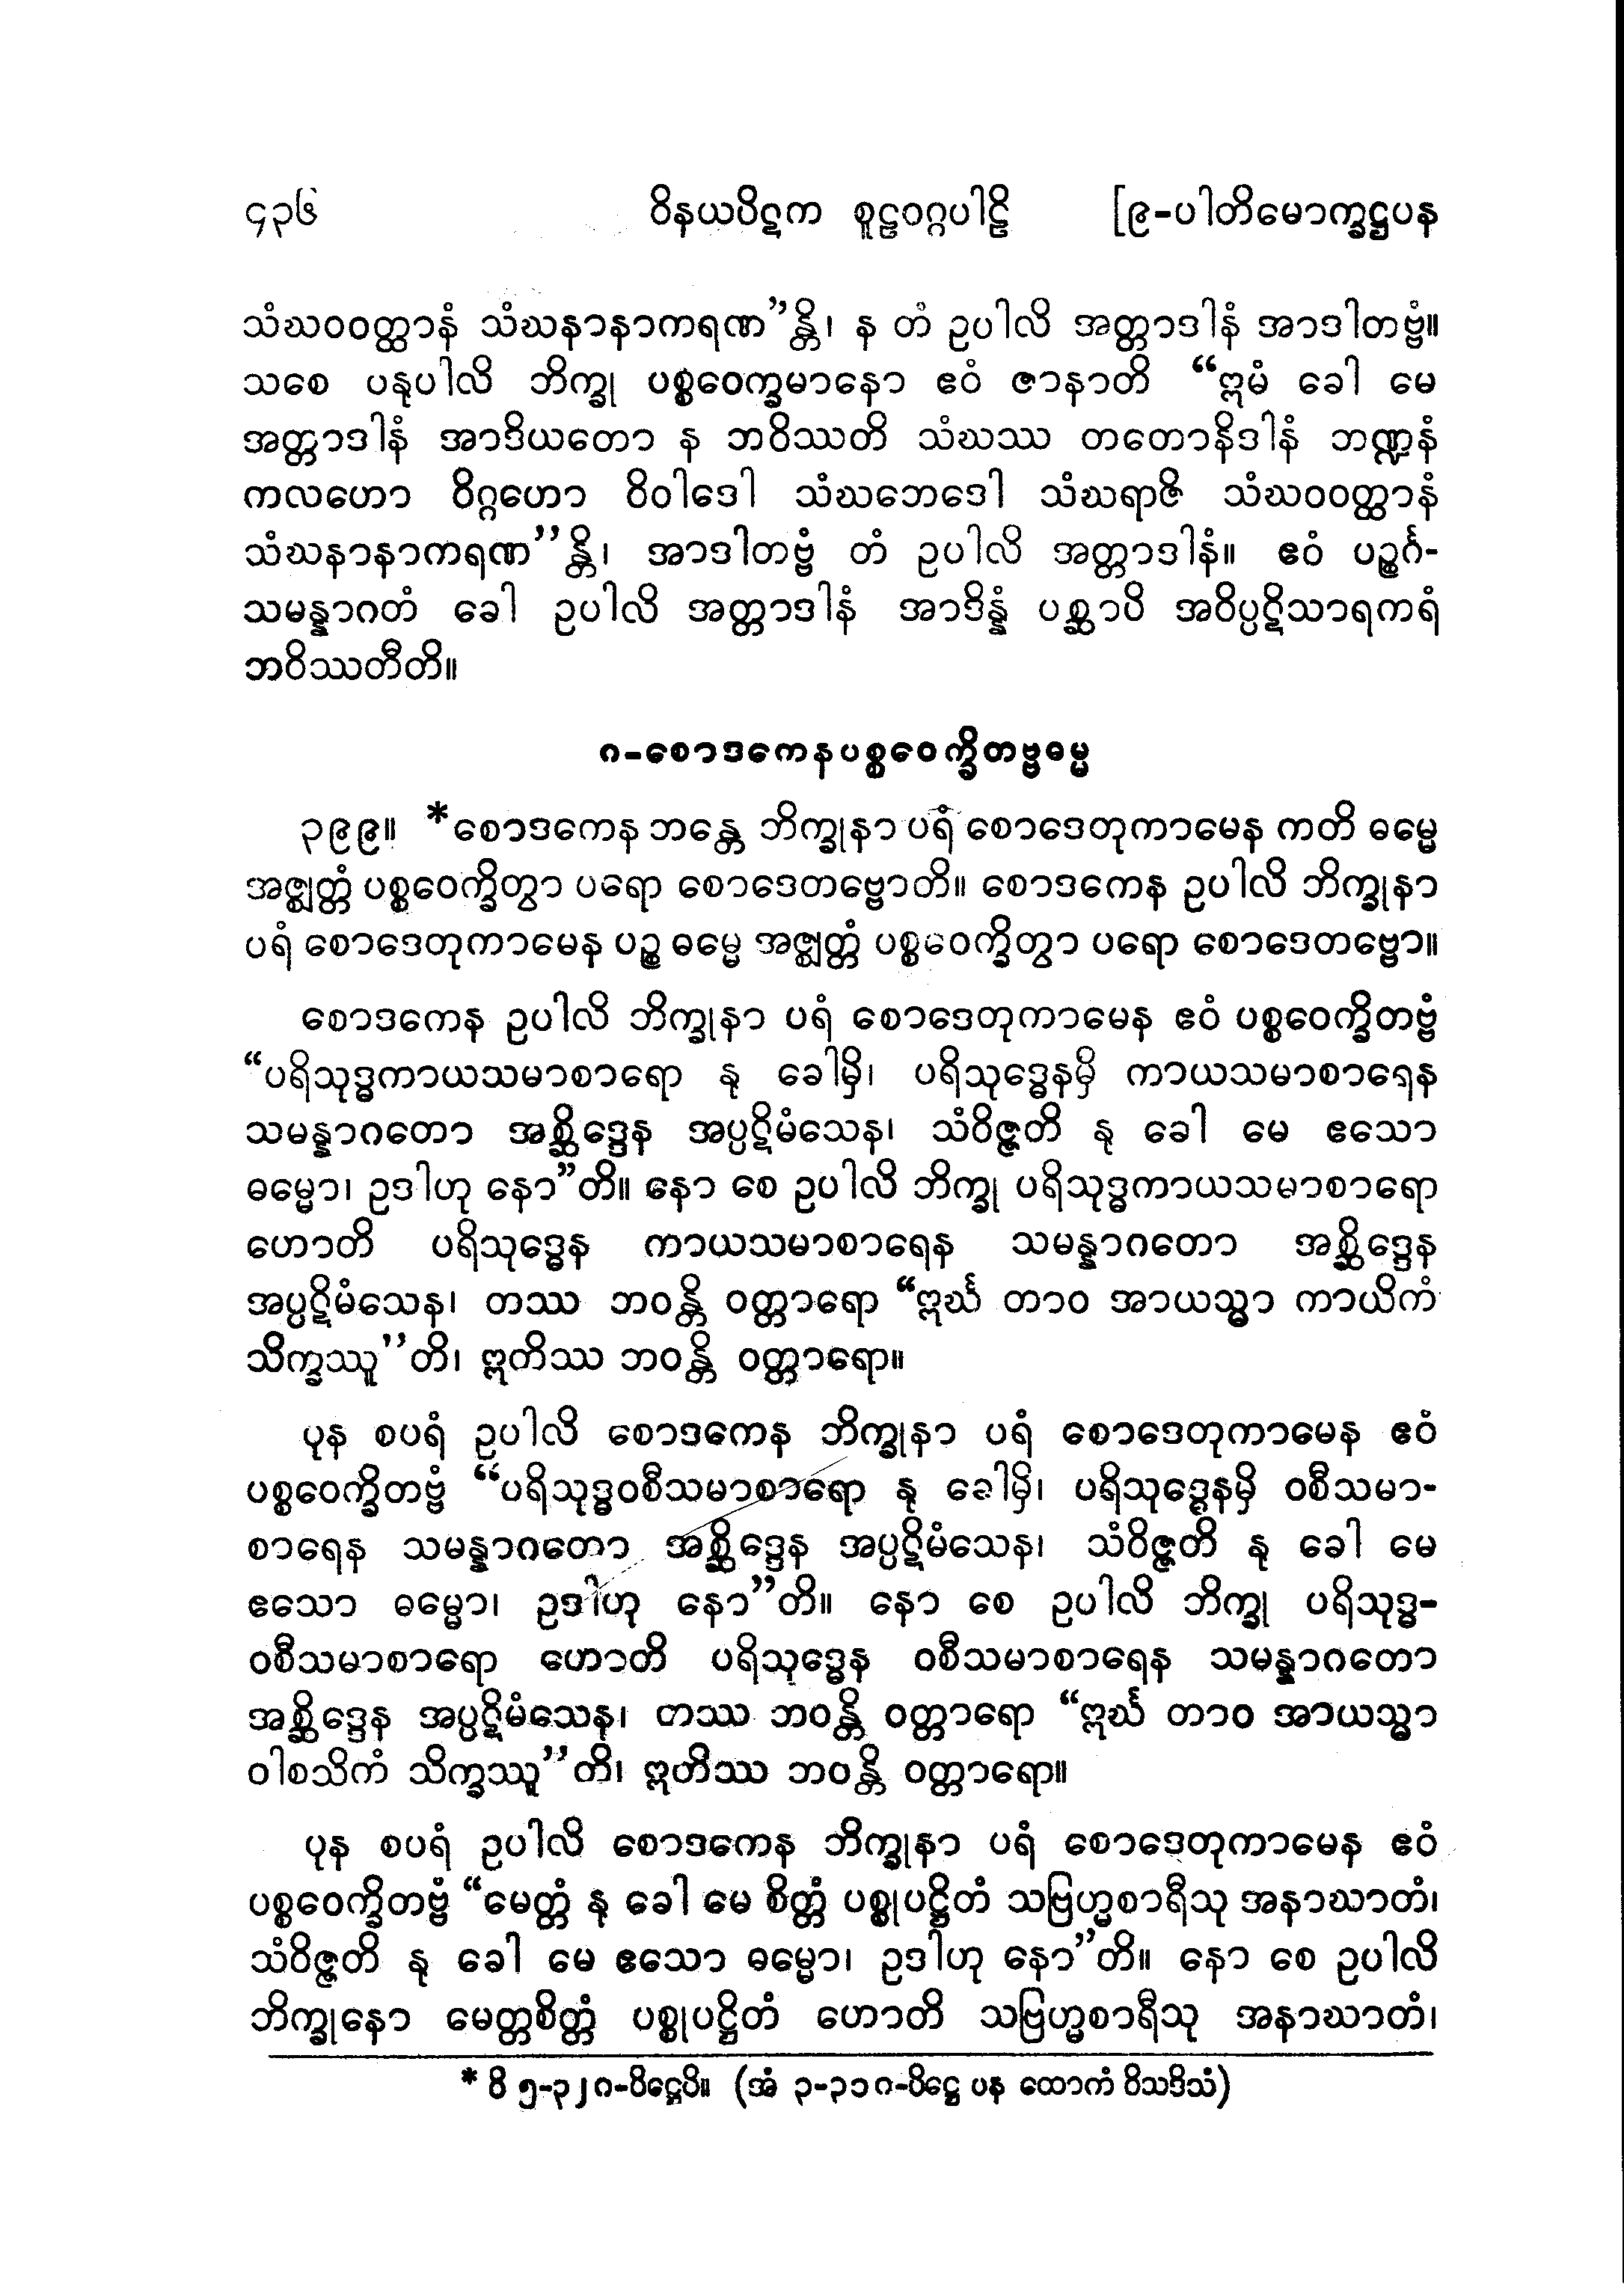 ၄၃၆ ဝိနယပိဋက စူဠဝဂ္ဂပါဠိ [၉-ပါတိမောက္ခဋ္ဌပန
သံဃဝဝတ္ထာနံ သံဃနာနာကရဏ”န္တိ၊ န တံ ဥပါလိ အတ္တာဒါနံ အာဒါတဗ္ဗံ။
သစေ ပနုပါလိ ဘိက္ခု ပစ္စဝေက္ခမာနော ဧဝံ ဇာနာတိ “ဣမံ ခေါ မေ
အတ္တာဒါနံ အာဒိယတော န ဘဝိဿတိ သံဃဿ တတောနိဒါနံ ဘဏ္ဍနံ
ကလဟော ဝိဂ္ဂဟော ဝိဝါဒေါ သံဃဘေဒေါ သံဃရာဇိ သံဃဝဝတ္ထာနံ
သံဃနာနာကရဏ”န္တိ၊ အာဒါတဗ္ဗံ တံ ဥပါလိ အတ္တာဒါနံ။ ဧဝံ ပဉ္စင်္ဂ-
သမန္နာဂတံ ခေါ ဥပါလိ အတ္တာဒါနံ အာဒိန္နံ ပစ္ဆာပိ အဝိပ္ပဋိသာရကရံ
ဘဝိဿတီတိ။
ဂ-စောဒကေနပစ္စဝေက္ခိတဗ္ဗဓမ္မ
၃၉၉။ *စောဒကေန ဘန္တေ ဘိက္ခုနာ ပရံ စောဒေတုကာမေန ကတိ ဓမ္မေ
အဇ္ဈတ္တံ ပစ္စဝေက္ခိတွာ ပရော စောဒေတဗ္ဗောတိ။ စောဒကေန ဥပါလိ ဘိက္ခုနာ
ပရံ စောဒေတုကာမေန ပဉ္စ ဓမ္မေ အဇ္ဈတ္တံ ပစ္စဝေက္ခိတွာ ပရော စောဒေတဗ္ဗော။
စောဒကေန ဥပါလိ ဘိက္ခုနာ ပရံ စောဒေတုကာမေန ဧဝံ ပစ္စဝေက္ခိတဗ္ဗံ
“ပရိသုဒ္ဓကာယသမာစာရော နု ခေါမှိ၊ ပရိသုဒ္ဓေနမှိ ကာယသမာစာရေန
သမန္နာဂတော အစ္ဆိဒ္ဒေန အပ္ပဋိမံသေန၊ သံဝိဇ္ဇတိ နု ခေါ မေ ဧသော
ဓမ္မော၊ ဥဒါဟု နော”တိ။ နော စေ ဥပါလိ ဘိက္ခု ပရိသုဒ္ဓကာယသမာစာရော
ဟောတိ ပရိသုဒ္ဓေန ကာယသမာစာရေန သမန္နာဂတော အစ္ဆိဒ္ဒေန
အပ္ပဋိမံသေန၊ တဿ ဘဝန္တိ ဝတ္တာရော “ဣင်္ဃ တာဝ အာယသ္မာ ကာယိကံ
သိက္ခဿူ”တိ၊ ဣတိဿ ဘဝန္တိ ဝတ္တာရော။
ပုန စပရံ ဥပါလိ စောဒကေန ဘိက္ခုနာ ပရံ စောဒေတုကာမေန ဧဝံ
ပစ္စဝေက္ခိတဗ္ဗံ “ပရိသုဒ္ဓဝစီသမာစာရော နု ခေါမှိ၊ ပရိသုဒ္ဓေနမှိ ဝစီသမာ-
စာရေန သမန္နာဂတော အစ္ဆိဒ္ဒေန အပ္ပဋိမံသေန၊ သံဝိဇ္ဇတိ နု ခေါ မေ
ဧသော ဓမ္မော၊ ဥဒါဟု နော”တိ။ နော စေ ဥပါလိ ဘိက္ခု ပရိသုဒ္ဓ-
ဝစီသမာစာရော ဟောတိ ပရိသုဒ္ဓေန ဝစီသမာစာရေန သမန္နာဂတော
အစ္ဆိဒ္ဒေန အပ္ပဋိမံသေန၊ တဿ ဘဝန္တိ ဝတ္တာရော “ဣင်္ဃ တာဝ အာယသ္မာ
ဝါစသိကံ သိက္ခဿူ”တိ၊ ဣတိဿ ဘဝန္တိ ဝတ္တာရော။
ပုန စပရံ ဥပါလိ စောဒကေန ဘိက္ခုနာ ပရံ စောဒေတုကာမေန ဧဝံ
ပစ္စဝေက္ခိတဗ္ဗံ “မေတ္တံ နု ခေါ မေ စိတ္တံ ပစ္စုပဋ္ဌိတံ သဗြဟ္မစာရီသု အနာဃာတံ၊
သံဝိဇ္ဇတိ နု ခေါ မေ ဧသော ဓမ္မော၊ ဥဒါဟု နော”တိ။ နော စေ ဥပါလိ
ဘိက္ခုနော မေတ္တစိတ္တံ ပစ္စုပဋ္ဌိတံ ဟောတိ သဗြဟ္မစာရီသု အနာဃာတံ၊
* ဝိ ၅-၃၂၈-ပိဋ္ဌေပိ။ (အံ ၃-၃၁၈-ပိဋ္ဌေ ပန ထောကံ ဝိသဒိသံ)